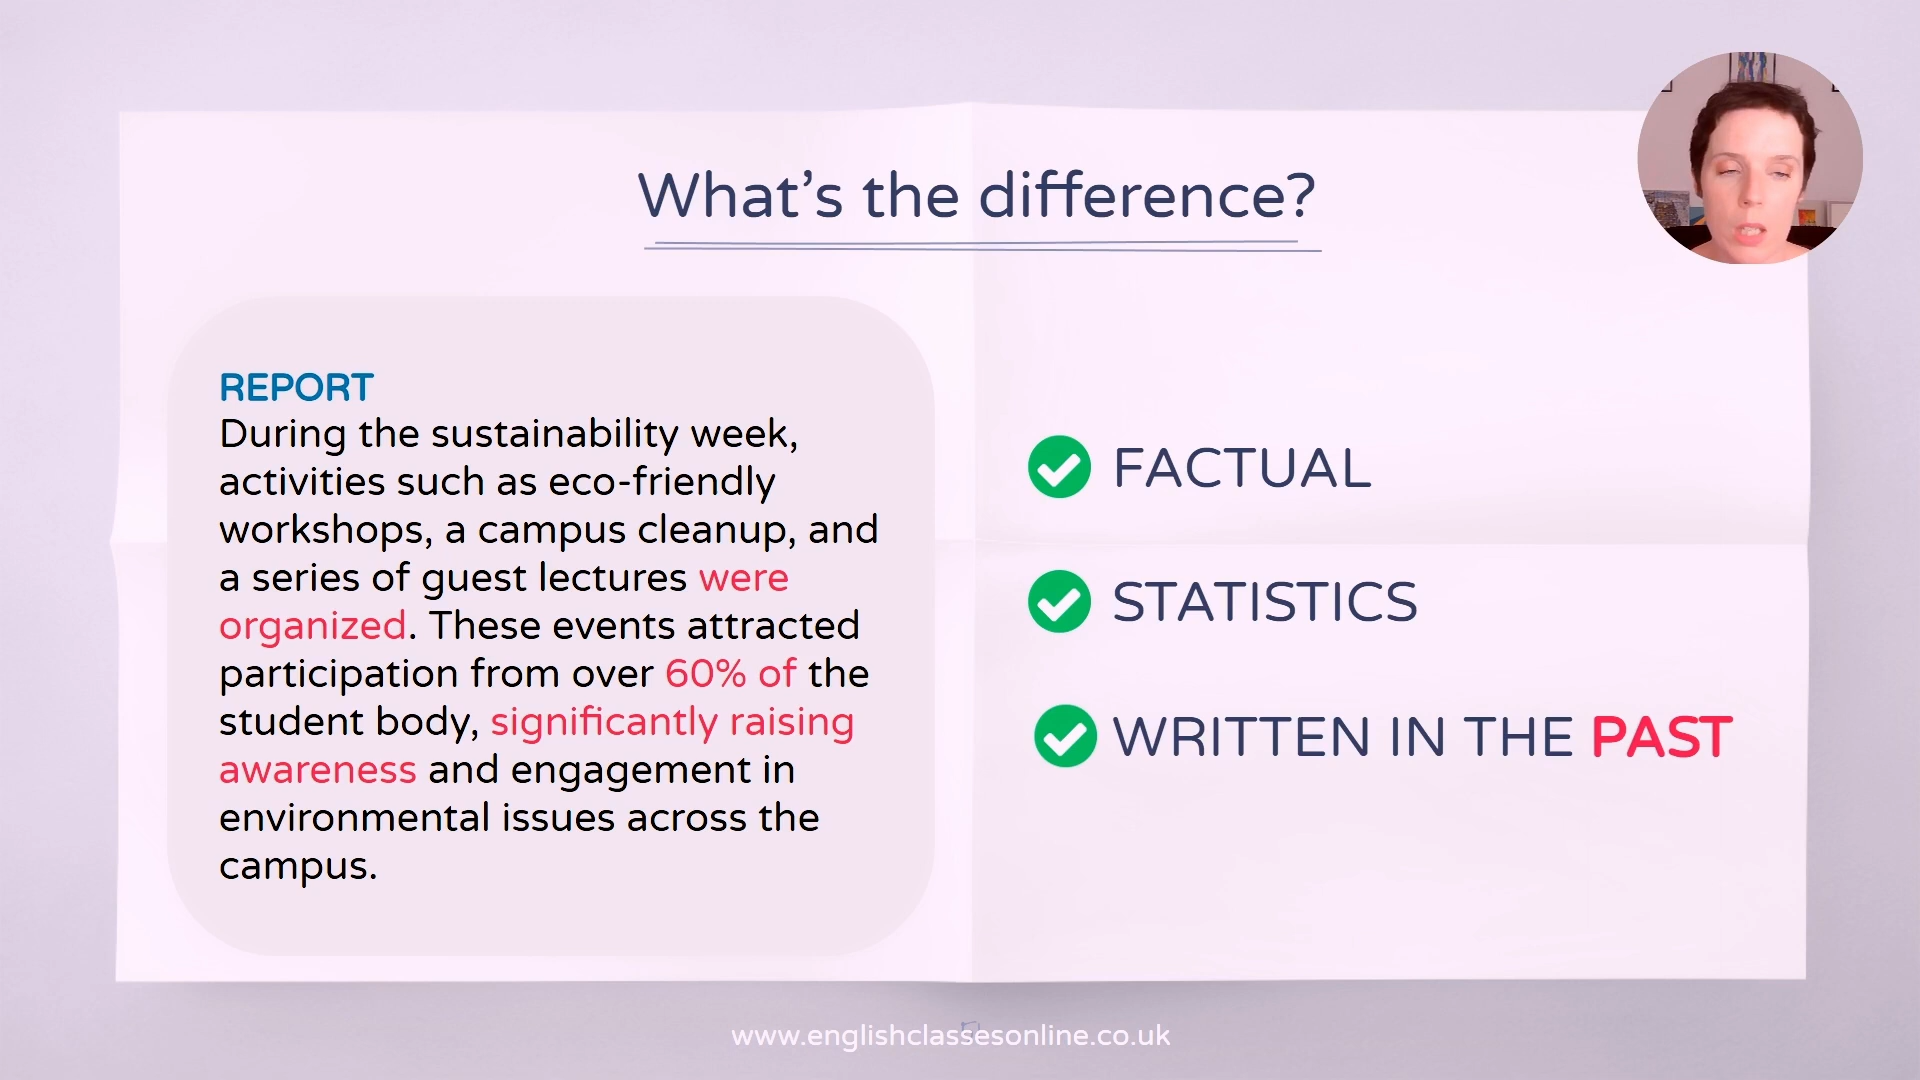 What's the difference?
REPORT
During the sustainability week,
activities such as eco-friendly
workshops, a campus cleanup, and
a series of guest lectures were
organized. These events attracted
participation from over 60% of the
student body, significantly raising
awareness and engagement in
environmental issues across the
campus.
FACTUAL
STATISTICS
WRITTEN IN THE PAST
www.englishclassesonline.co.uk